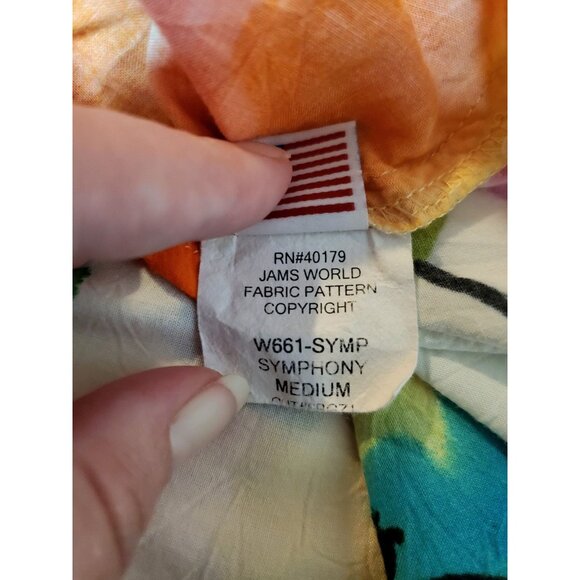 RN#40179
JAMS WORLD
FABRIC PATTERN
COPYRIGHT
W661-SYMP
SYMPHONY
MEDIUM